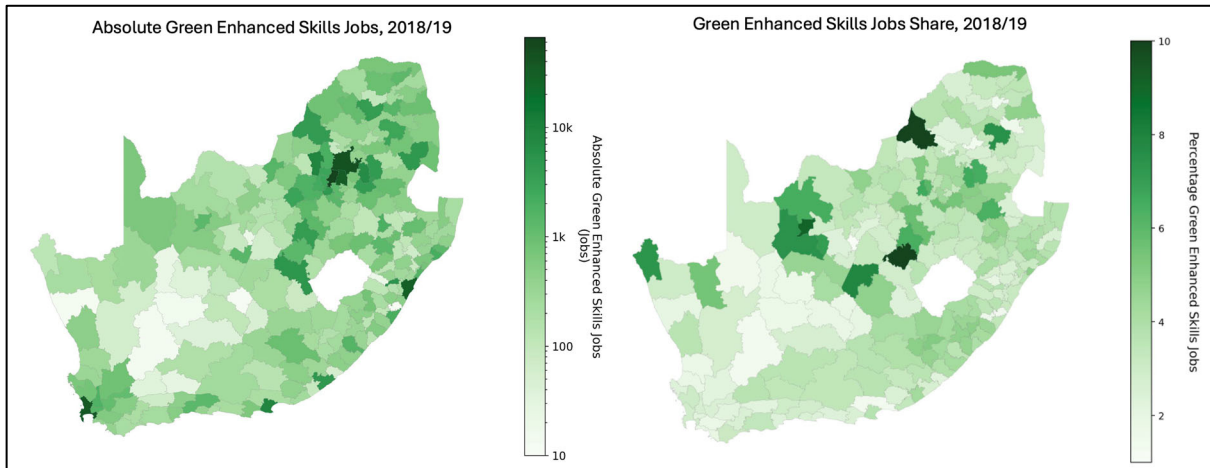 Absolute Green Enhanced Skills Jobs, 2018/19
10k
1k
100
10
Absolute Green Enhanced Skills Jobs
(Jobs)
Green Enhanced Skills Jobs Share, 2018/19
10
8
6
4
2
Percentage Green Enhanced Skills Jobs